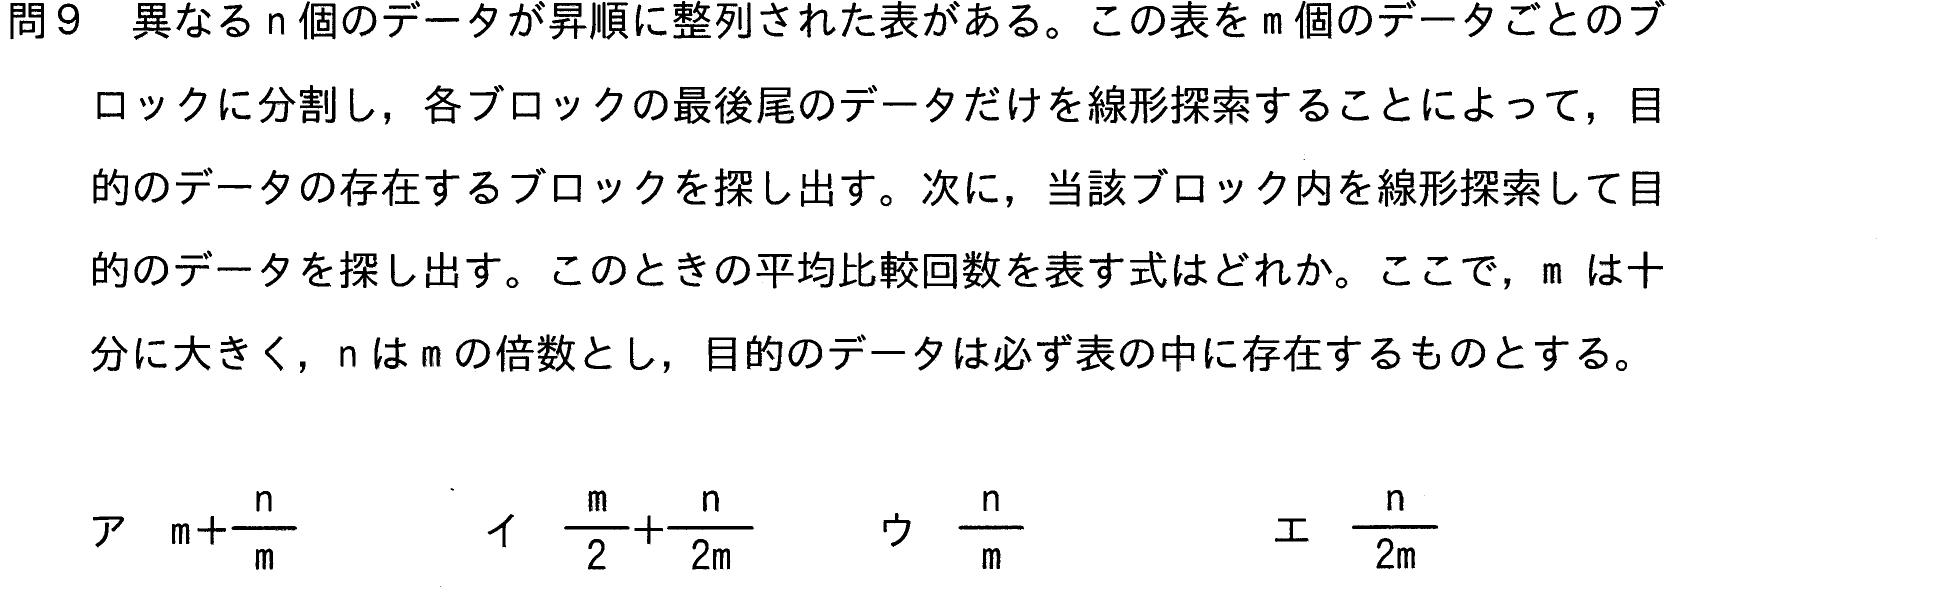 問９　異なるｎ個のデータが昇順に整列された表がある。この表をｍ個のデータごとのブ
ロックに分割し，各ブロックの最後尾のデータだけを線形探索することによって，目
的のデータの存在するブロックを探し出す。次に，当該ブロック内を線形探索して目
的のデータを探し出す。このときの平均比較回数を表す式はどれか。ここで，ｍ は十
分に大きく，ｎはｍの倍数とし，目的のデータは必ず表の中に存在するものとする。
ア　m＋n/m　イ　m/2＋n/2m　ウ　n/m　エ　n/2m